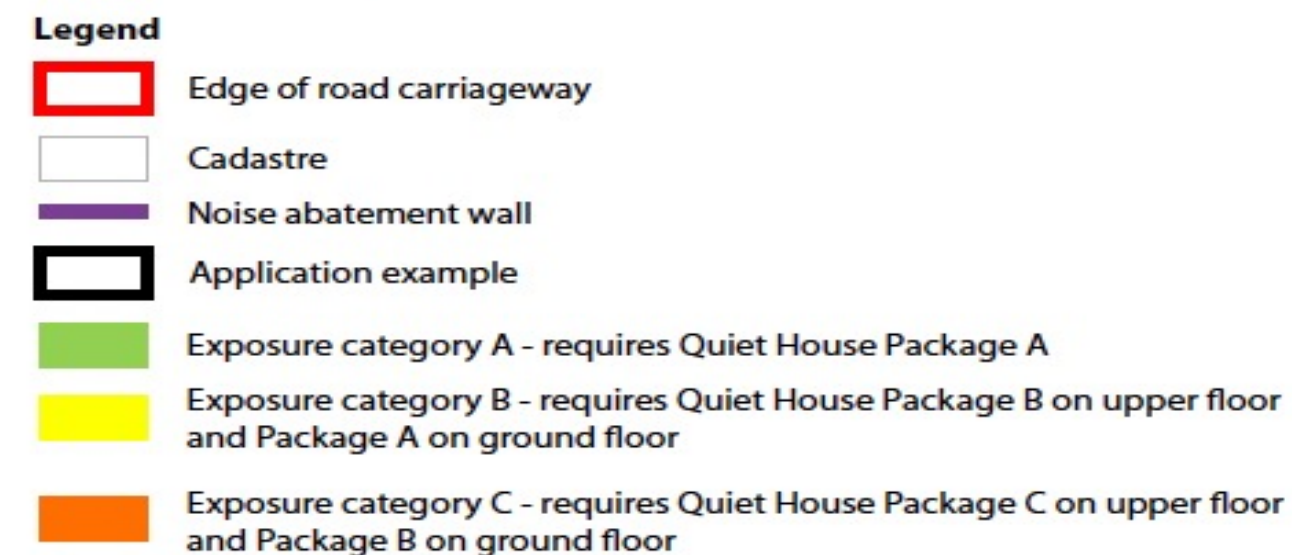 Legend
Edge of road carriageway
Cadastre
Noise abatement wall
Application example
Exposure category A - requires Quiet House Package A
Exposure category B - requires Quiet House Package B on upper floor
and Package A on ground floor
Exposure category C - requires Quiet House Package C on upper floor
and Package B on ground floor